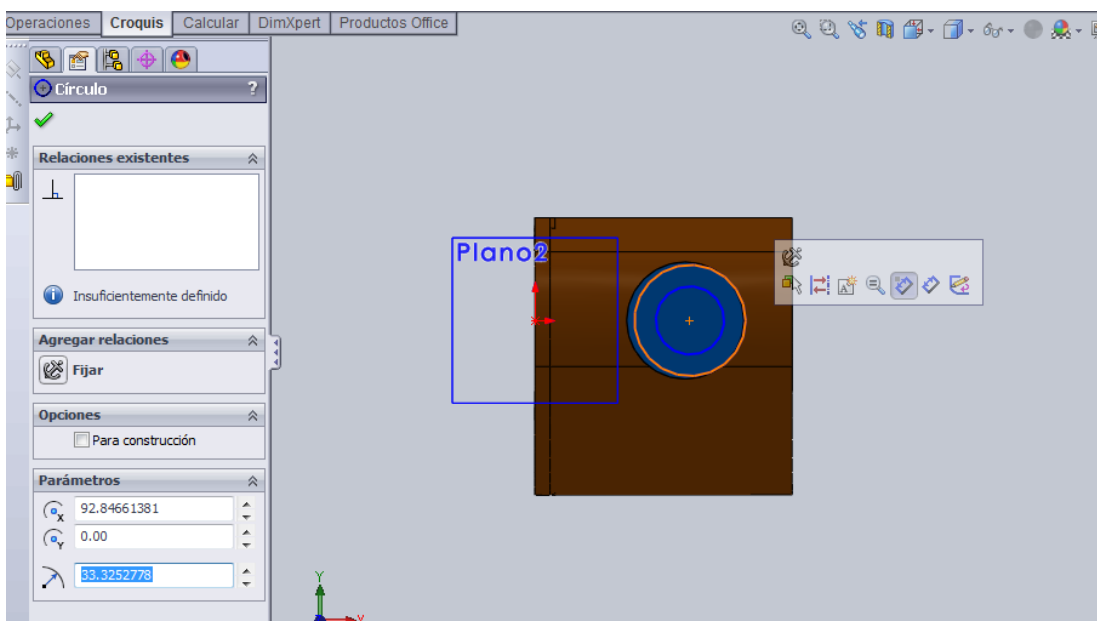 Operaciones Croquis Calcular DimXpert Productos Office
Círculo ?
Relaciones existentes
Insuficientemente definido
Agregar relaciones
Fijar
Opciones
Para construcción
Parámetros
X 92.84661381
Y 0.00
33.3252778
Plano2
A
Y
X